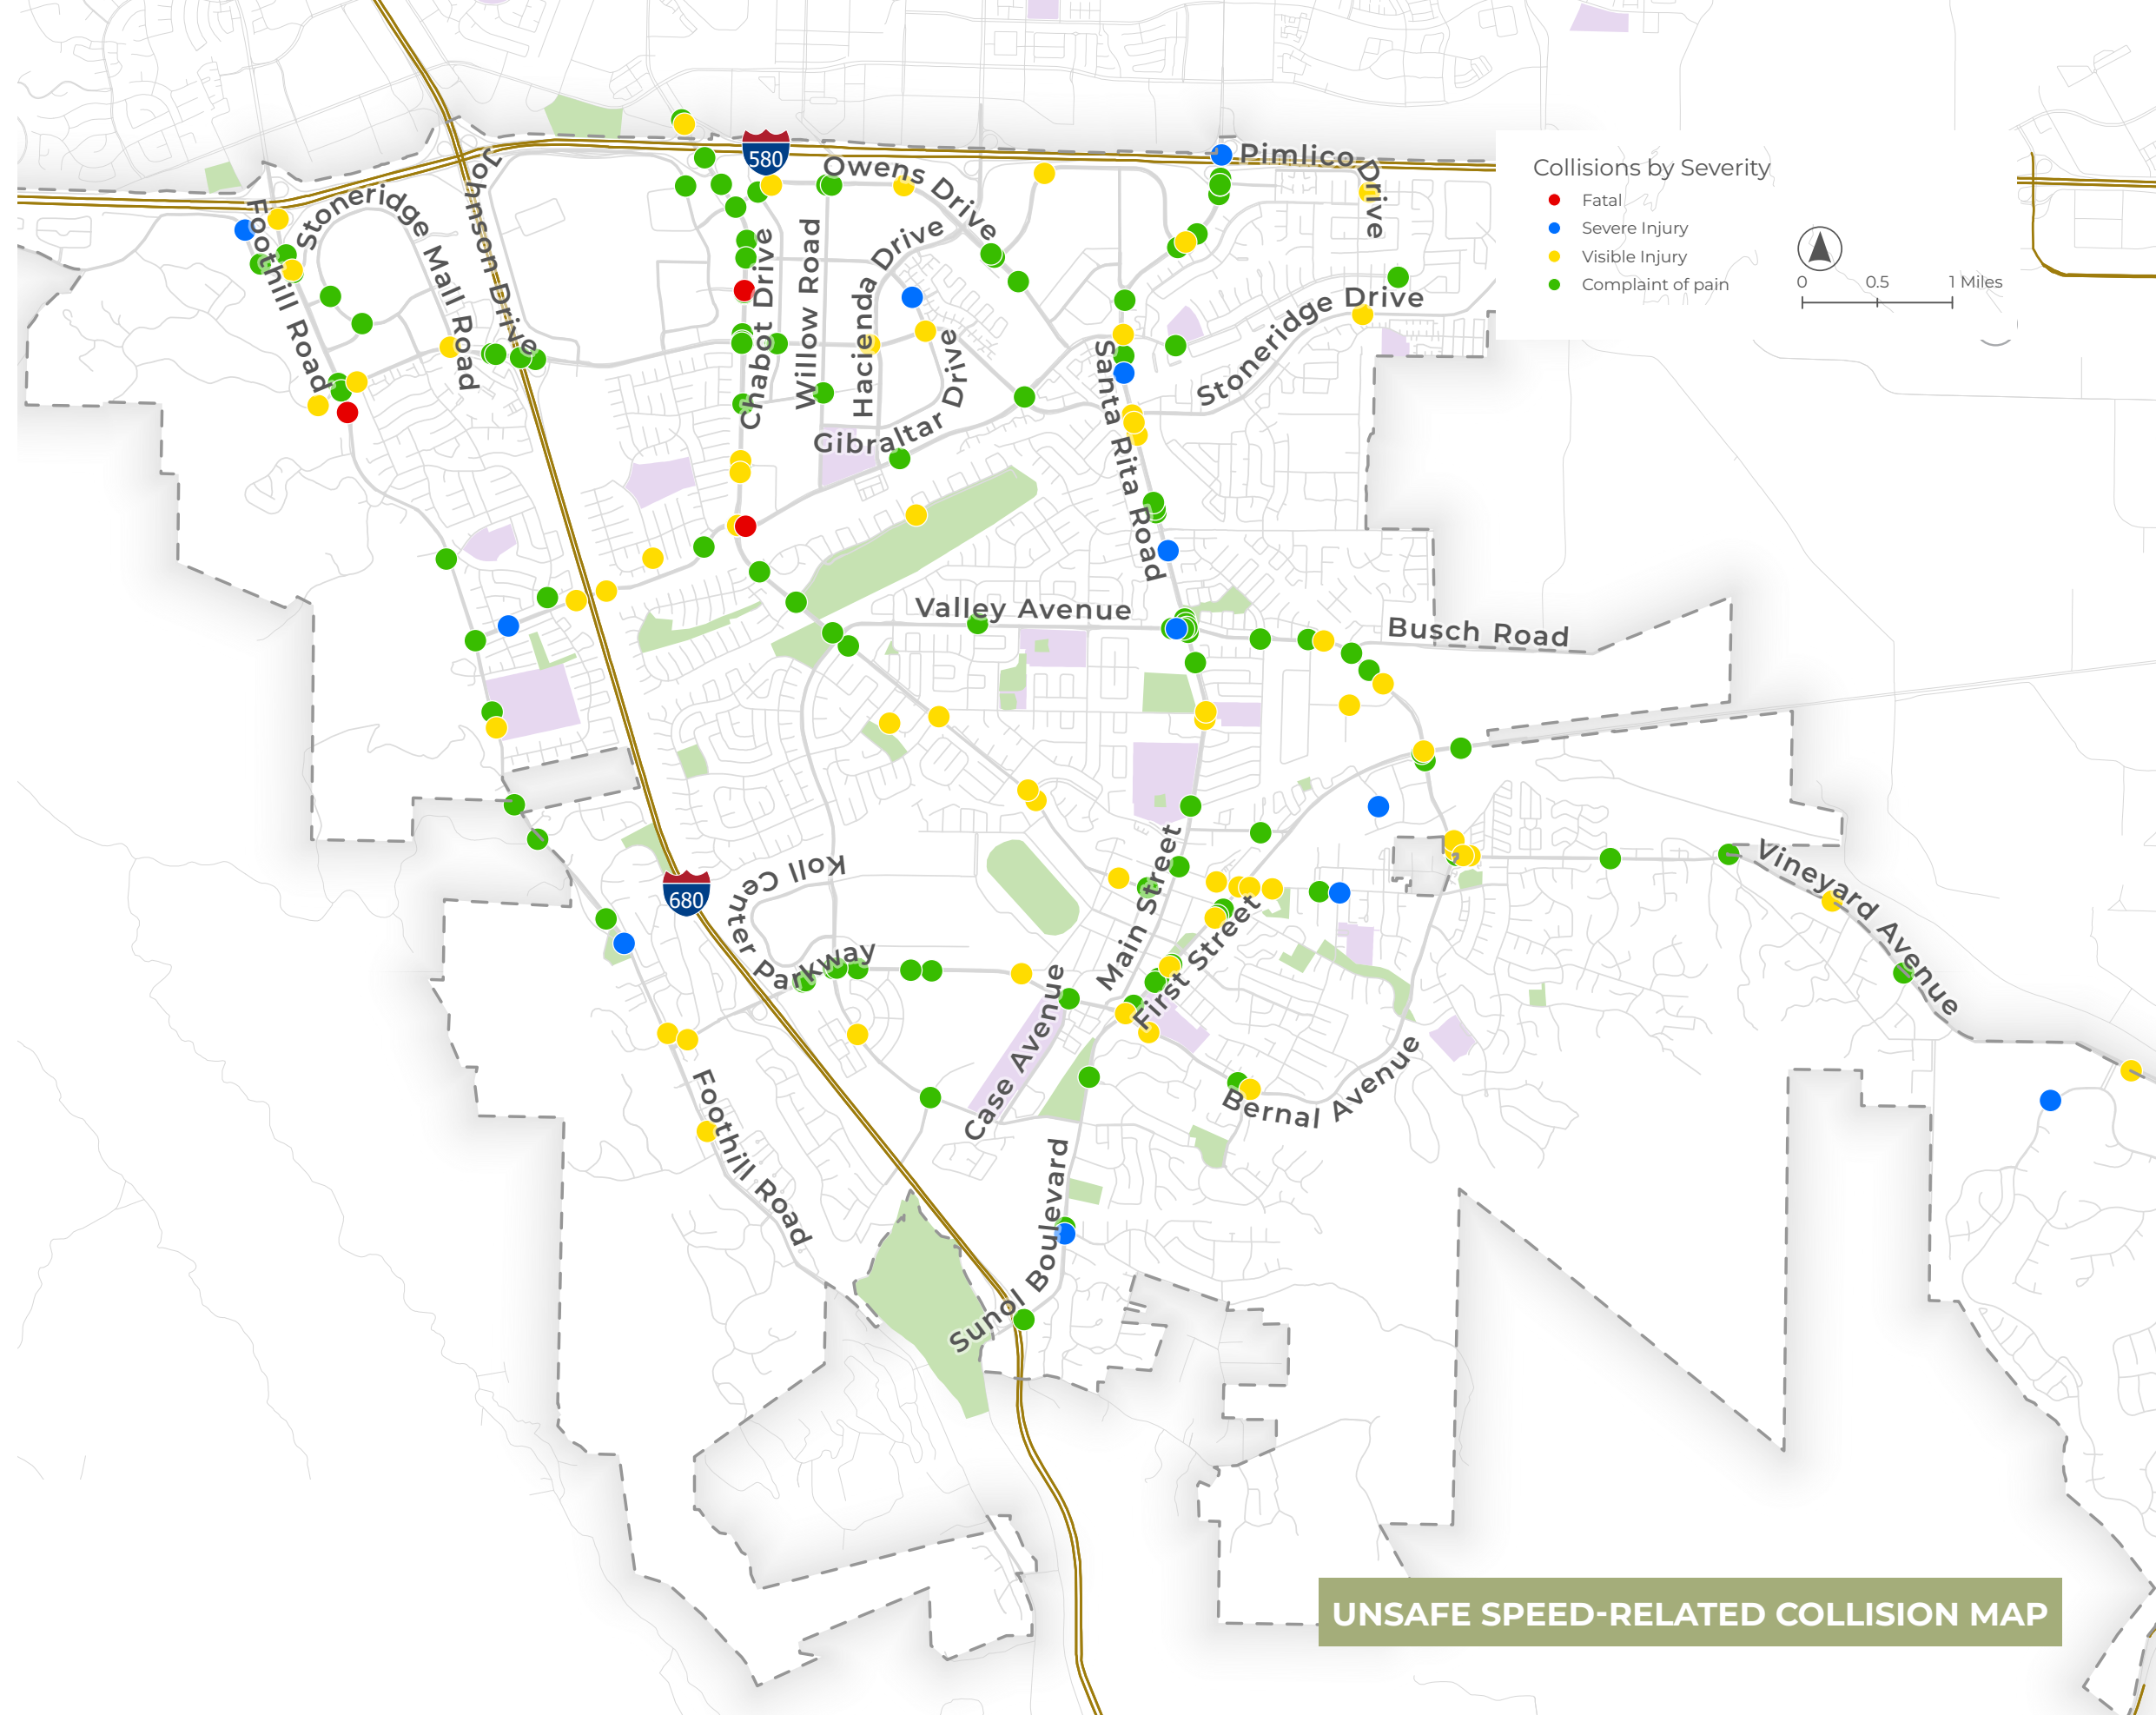 580
Pimlico Drive
Owens Drive
Collisions by Severity
Fatal
Severe Injury
Visible Injury
Complaint of pain
0 0.5 1 Miles
Johnson Drive
Stoneridge Mall Road
Foothill Road
Chabot Drive
Willow Road
Hacienda Drive
Gibraltar Drive
Stoneridge Drive
Santa Rita Road
Valley Avenue
Busch Road
Vineyard Avenue
Koll Center Parkway
680
Main Street
First Street
Case Avenue
Bernal Avenue
Foothill Road
Sunol Boulevard
UNSAFE SPEED-RELATED COLLISION MAP